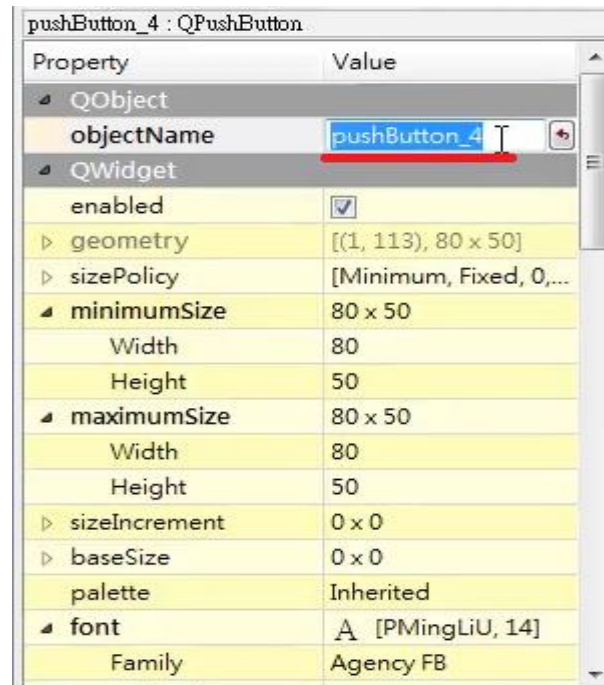 pushButton_4 : QPushButton
Property Value
QObject
objectName pushButton_4
QWidget
enabled
geometry [(1, 113), 80 x 50]
sizePolicy [Minimum, Fixed, 0,...
minimumSize 80 x 50
Width 80
Height 50
maximumSize 80 x 50
Width 80
Height 50
sizeIncrement 0 x 0
baseSize 0 x 0
palette Inherited
font A [PMingLiU, 14]
Family Agency FB